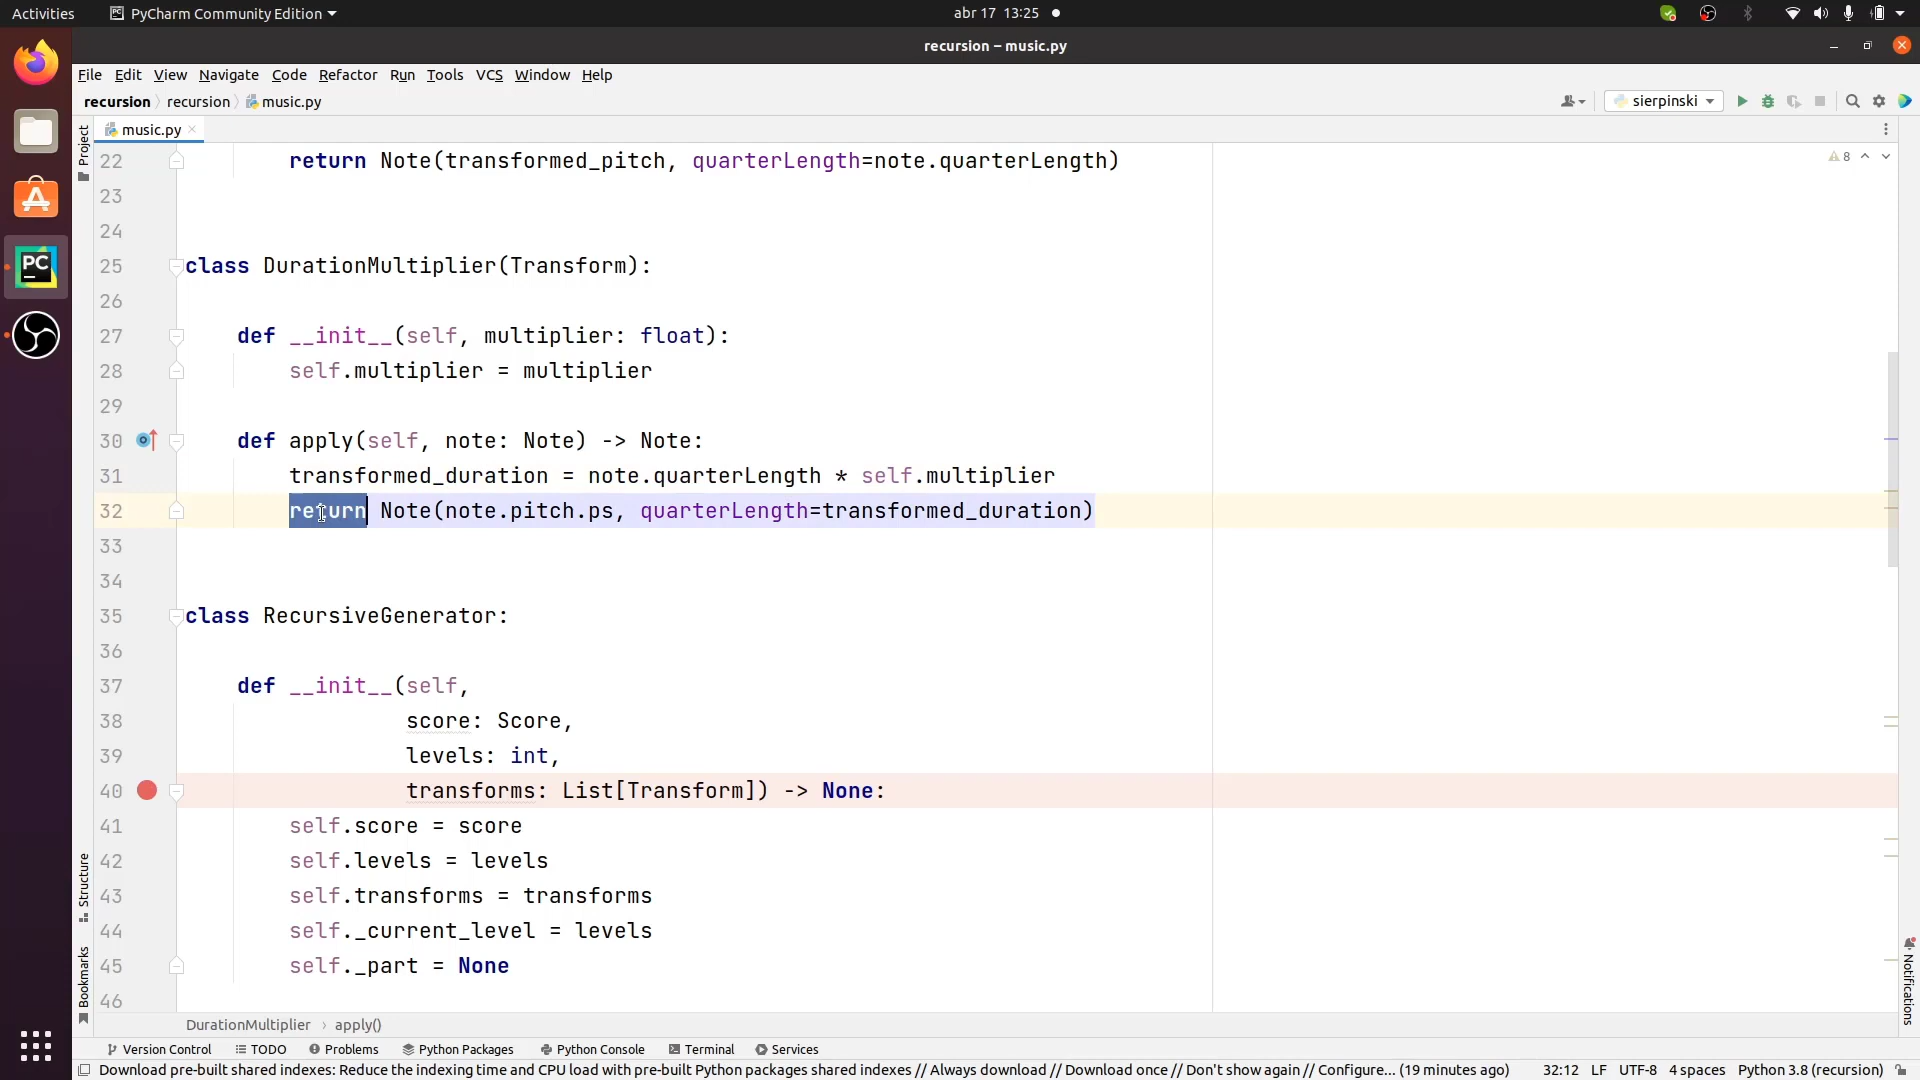 Activities PyCharm Community Edition abr 17 13:25
recursion – music.py
File Edit View Navigate Code Refactor Run Tools VCS Window Help
recursion recursion music.py sierpinski
music.py
Project
8
22 return Note(transformed_pitch, quarterLength=note.quarterLength)
23
24
25 class DurationMultiplier(Transform):
26
27 def __init__(self, multiplier: float):
28 self.multiplier = multiplier
29
30 def apply(self, note: Note) -> Note:
31 transformed_duration = note.quarterLength * self.multiplier
32 return Note(note.pitch.ps, quarterLength=transformed_duration)
33
34
35 class RecursiveGenerator:
36
37 def __init__(self,
38 score: Score,
39 levels: int,
40 transforms: List[Transform]) -> None:
41 self.score = score
42 self.levels = levels
43 self.transforms = transforms
44 self._current_level = levels
45 self._part = None
46
Structure
Bookmarks
Notifications
DurationMultiplier › apply()
Version Control TODO Problems Python Packages Python Console Terminal Services
Download pre-built shared indexes: Reduce the indexing time and CPU load with pre-built Python packages shared indexes // Always download // Download once // Don't show again // Configure... (19 minutes ago) 32:12 LF UTF-8 4 spaces Python 3.8 (recursion)